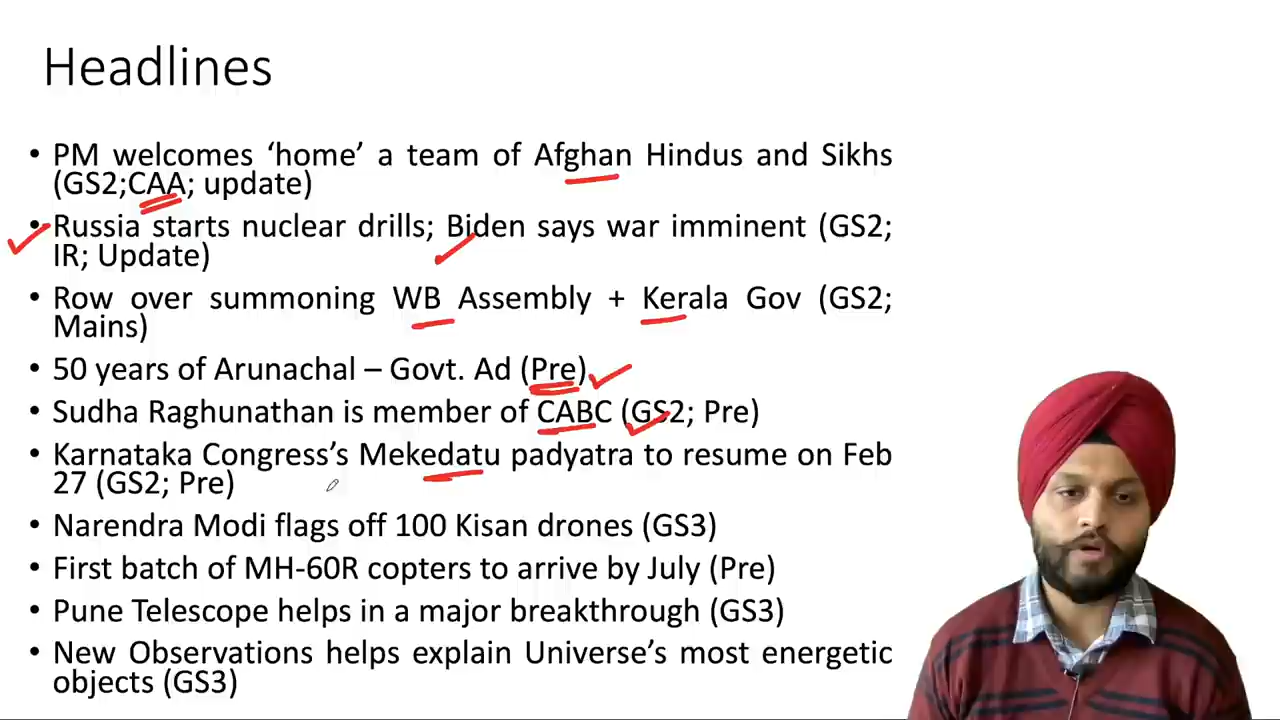 Headlines
• PM welcomes ‘home’ a team of Afghan Hindus and Sikhs
(GS2;CAA; update)
• Russia starts nuclear drills; Biden says war imminent (GS2;
IR; Update)
• Row over summoning WB Assembly + Kerala Gov (GS2;
Mains)
• 50 years of Arunachal – Govt. Ad (Pre)
• Sudha Raghunathan is member of CABC (GS2; Pre)
• Karnataka Congress’s Mekedatu padyatra to resume on Feb
27 (GS2; Pre)
• Narendra Modi flags off 100 Kisan drones (GS3)
• First batch of MH-60R copters to arrive by July (Pre)
• Pune Telescope helps in a major breakthrough (GS3)
• New Observations helps explain Universe’s most energetic
objects (GS3)